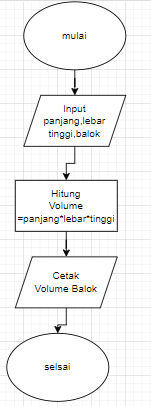 mulai
Input
panjang,lebar
tinggi,balok
Hitung
Volume
=panjang*lebar*tinggi
Cetak
Volume Balok
selsai